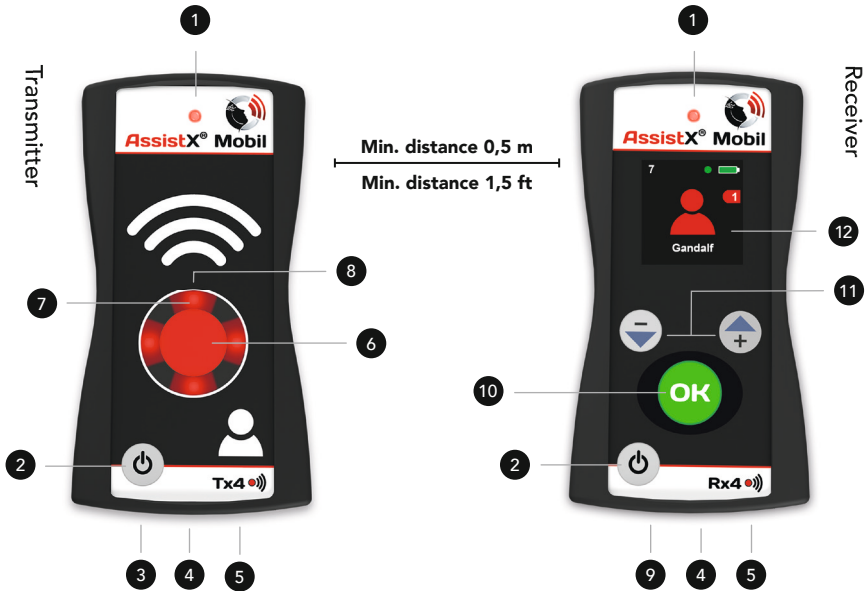 1
1
Transmitter
Receiver
AssistX® Mobil
AssistX® Mobil
Min. distance 0,5 m
Min. distance 1,5 ft
7
1
Gandalf
12
8
11
7
6
− +
10
OK
2
2
Tx4
Rx4
3 4 5
9 4 5